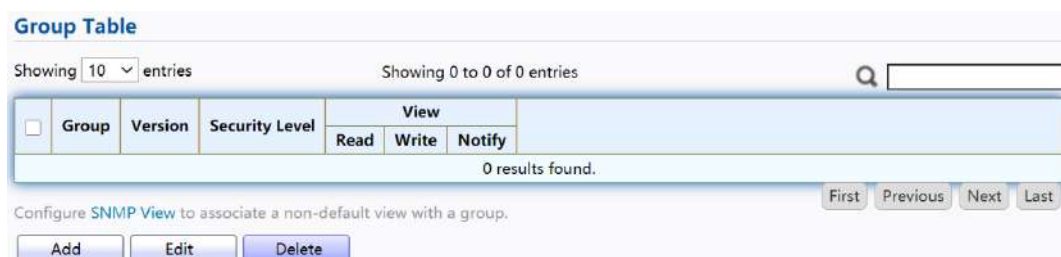 Group Table
Showing 10 entries Showing 0 to 0 of 0 entries
Group Version Security Level View
Read Write Notify
0 results found.
First Previous Next Last
Configure SNMP View to associate a non-default view with a group.
Add Edit Delete